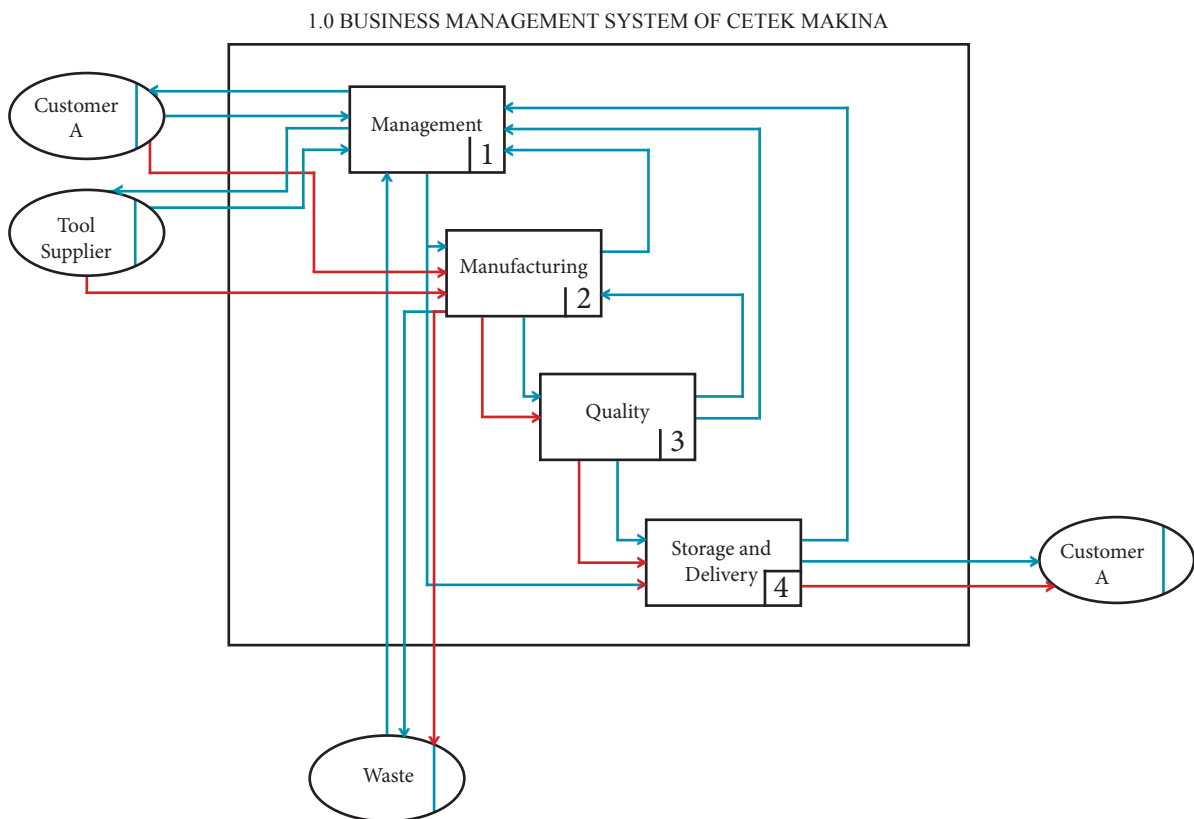 1.0 BUSINESS MANAGEMENT SYSTEM OF CETEK MAKINA
Customer
A
Management
1
Tool
Supplier
Manufacturing
2
Quality
3
Storage and
Delivery
4
Customer
A
Waste